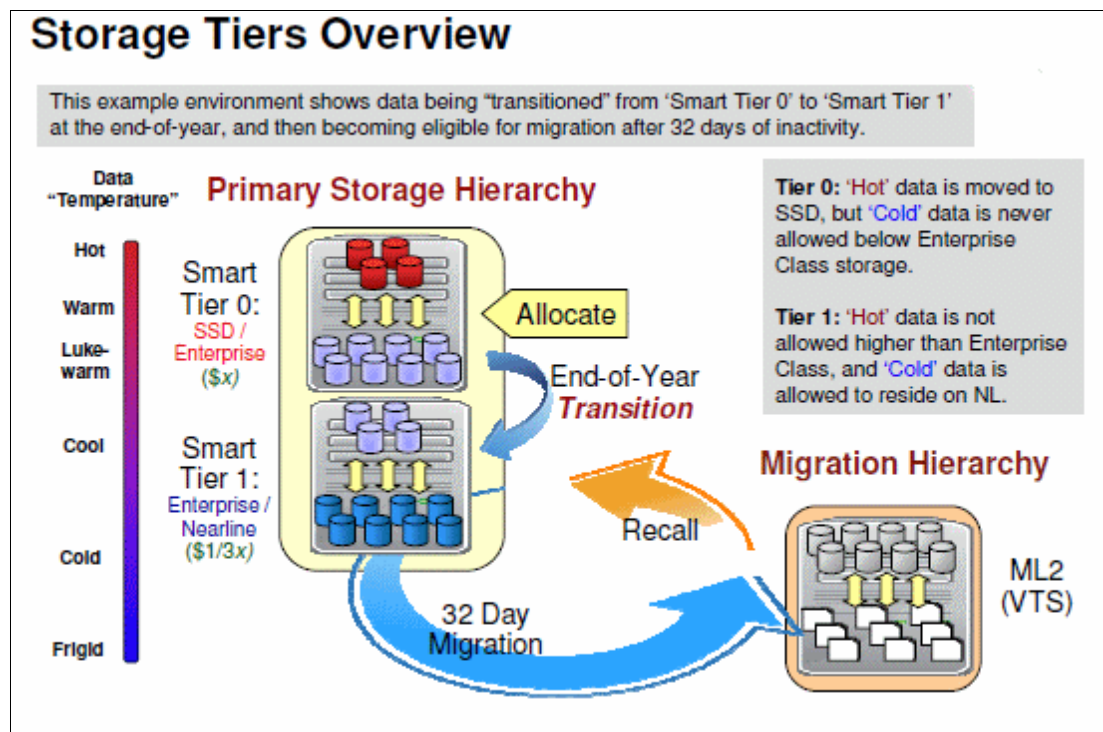 Storage Tiers Overview
This example environment shows data being “transitioned” from ‘Smart Tier 0’ to ‘Smart Tier 1’
at the end-of-year, and then becoming eligible for migration after 32 days of inactivity.
Data
“Temperature”
Hot
Warm
Luke-
warm
Cool
Cold
Frigid
Primary Storage Hierarchy
Smart
Tier 0:
SSD /
Enterprise
($x)
Allocate
End-of-Year
Transition
Smart
Tier 1:
Enterprise /
Nearline
($1/3x)
Tier 0: ‘Hot’ data is moved to
SSD, but ‘Cold’ data is never
allowed below Enterprise
Class storage.
Tier 1: ‘Hot’ data is not
allowed higher than Enterprise
Class, and ‘Cold’ data is
allowed to reside on NL.
Migration Hierarchy
Recall
32 Day
Migration
ML2
(VTS)